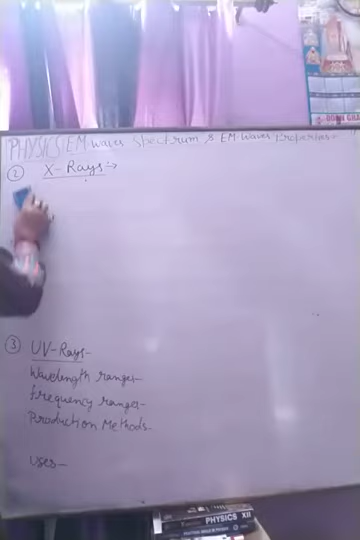 PHYSICS: EM-waves Spectrum & EM-Waves Properties-
② X-Rays:→
③ UV-Rays-
Wavelength range-
frequency range-
Production Methods-
Uses-
PHYSICS XII